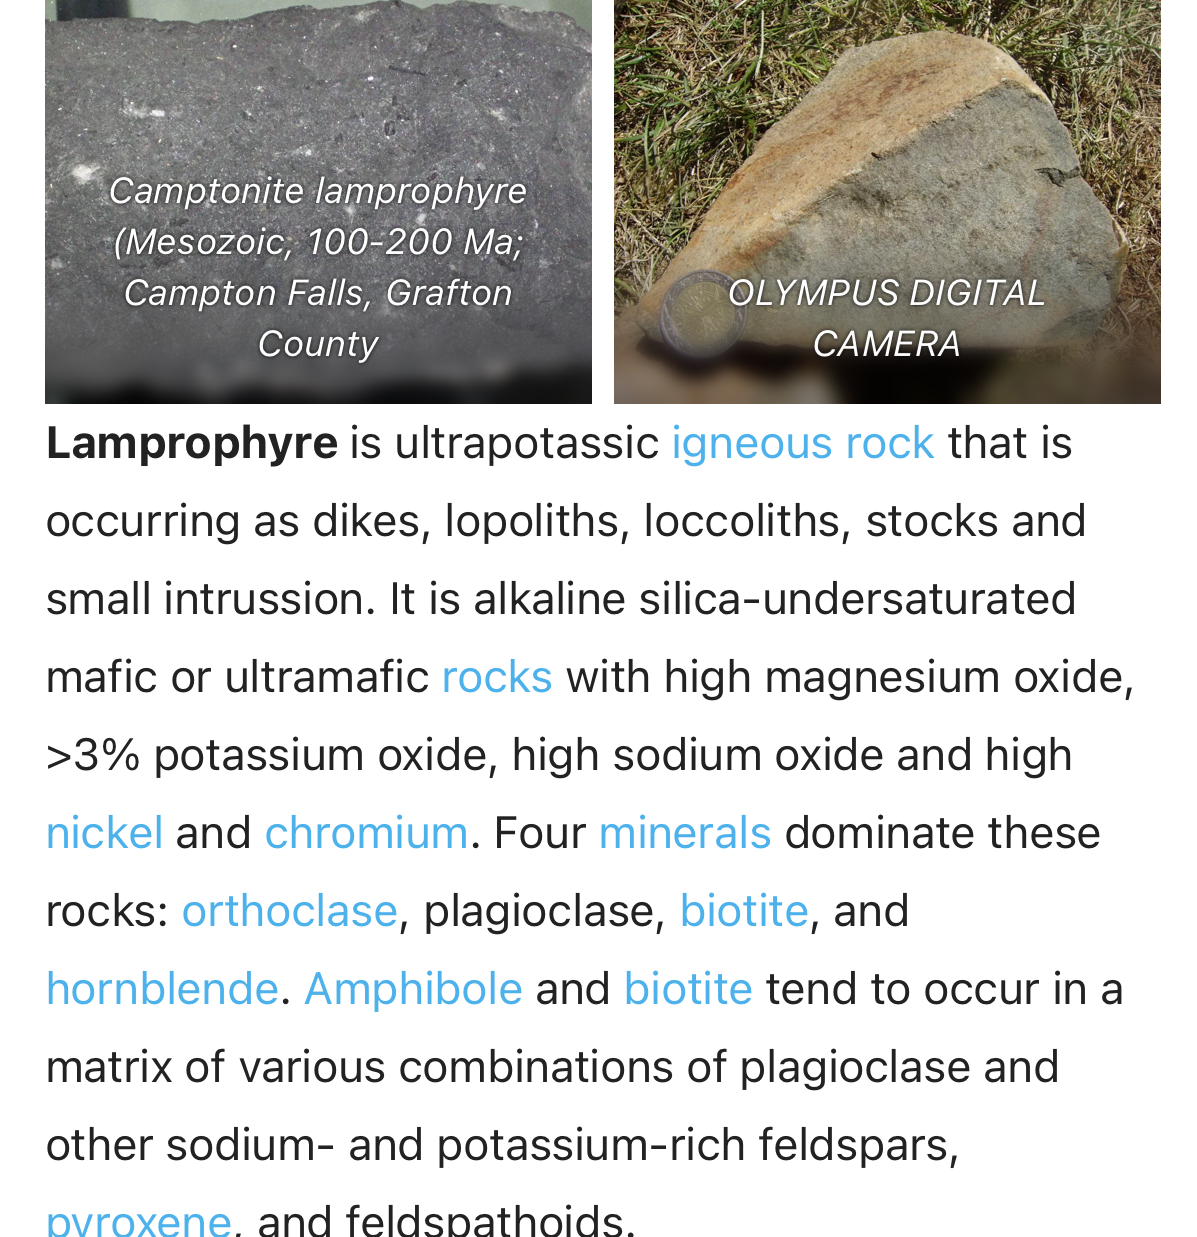 Camptonite lamprophyre
(Mesozoic, 100-200 Ma;
Campton Falls, Grafton
County
OLYMPUS DIGITAL
CAMERA
Lamprophyre is ultrapotassic igneous rock that is
occurring as dikes, lopoliths, loccoliths, stocks and
small intrussion. It is alkaline silica-undersaturated
mafic or ultramafic rocks with high magnesium oxide,
>3% potassium oxide, high sodium oxide and high
nickel and chromium. Four minerals dominate these
rocks: orthoclase, plagioclase, biotite, and
hornblende. Amphibole and biotite tend to occur in a
matrix of various combinations of plagioclase and
other sodium- and potassium-rich feldspars,
pyroxene, and feldspathoids.